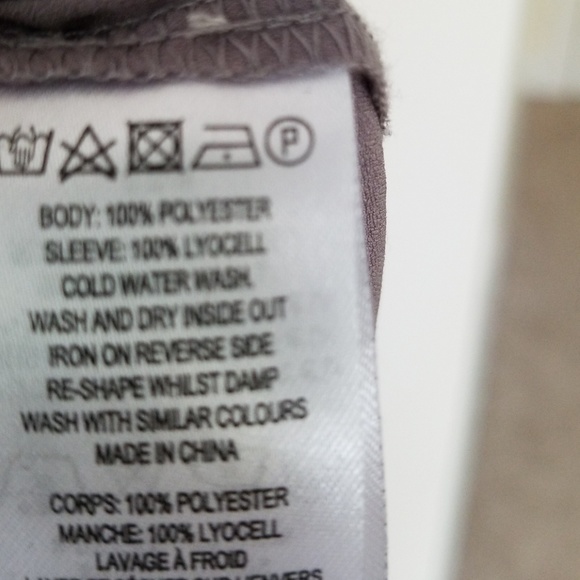 P
BODY: 100% POLYESTER
SLEEVE: 100% LYOCELL
COLD WATER WASH.
WASH AND DRY INSIDE OUT
IRON ON REVERSE SIDE
RE-SHAPE WHILST DAMP
WASH WITH SIMILAR COLOURS
MADE IN CHINA
CORPS: 100% POLYESTER
MANCHE: 100% LYOCELL
LAVAGE À FROID